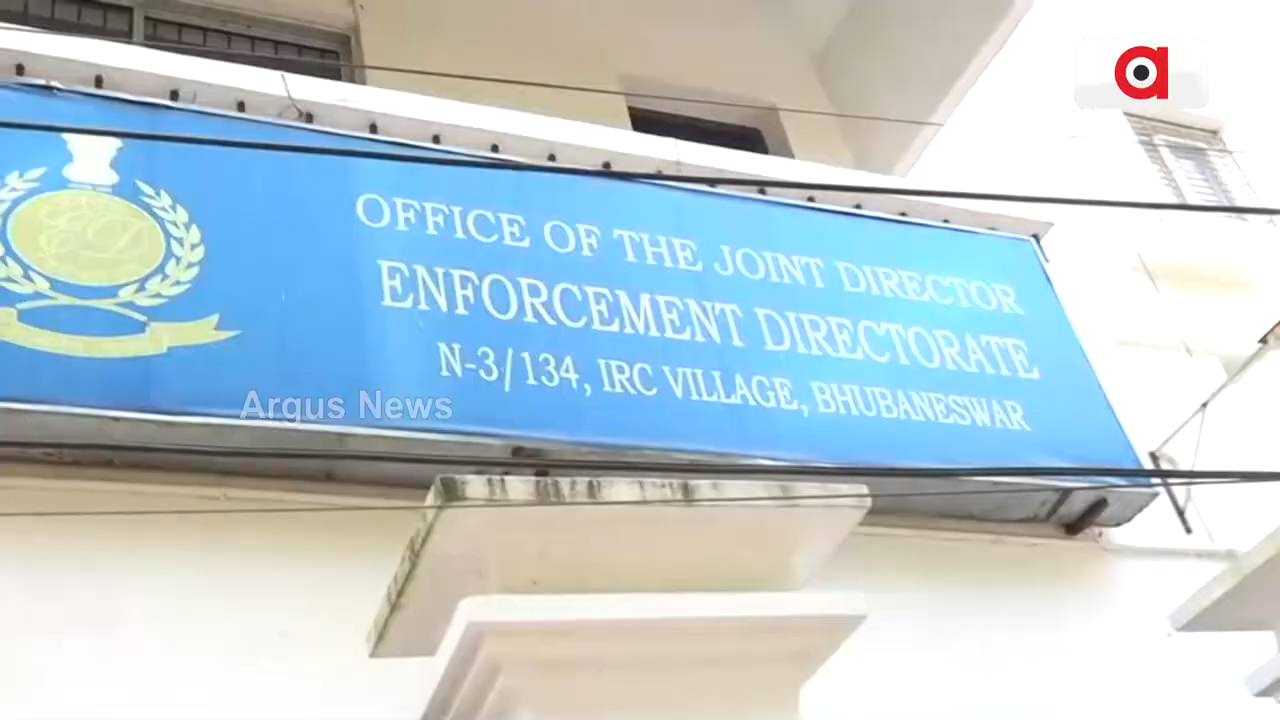 OFFICE OF THE JOINT DIRECTOR
ENFORCEMENT DIRECTORATE
N-3/134, IRC VILLAGE, BHUBANESWAR
Argus News
a